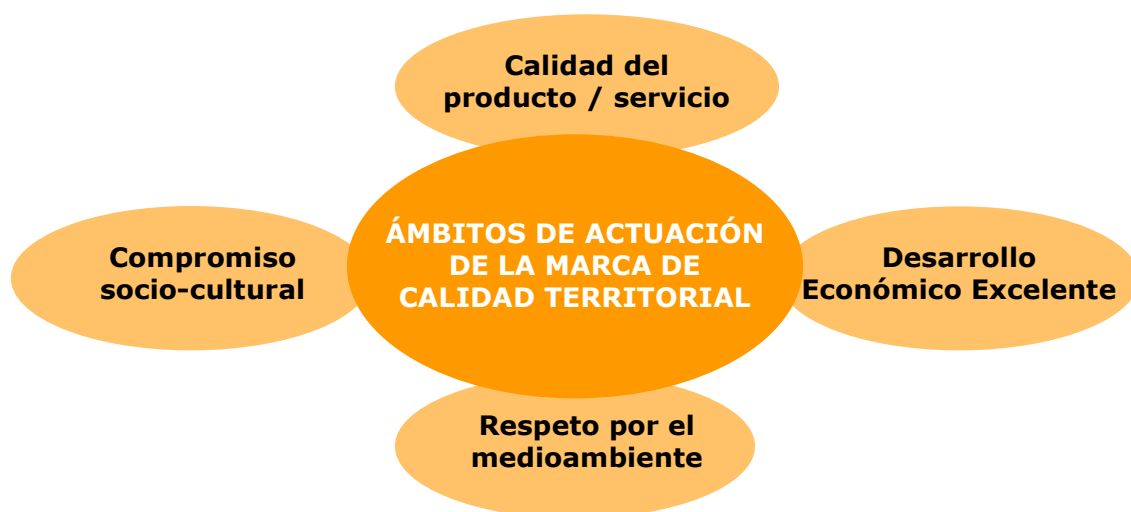 Calidad del
producto / servicio
ÁMBITOS DE ACTUACIÓN
DE LA MARCA DE
CALIDAD TERRITORIAL
Compromiso
socio-cultural
Desarrollo
Económico Excelente
Respeto por el
medioambiente